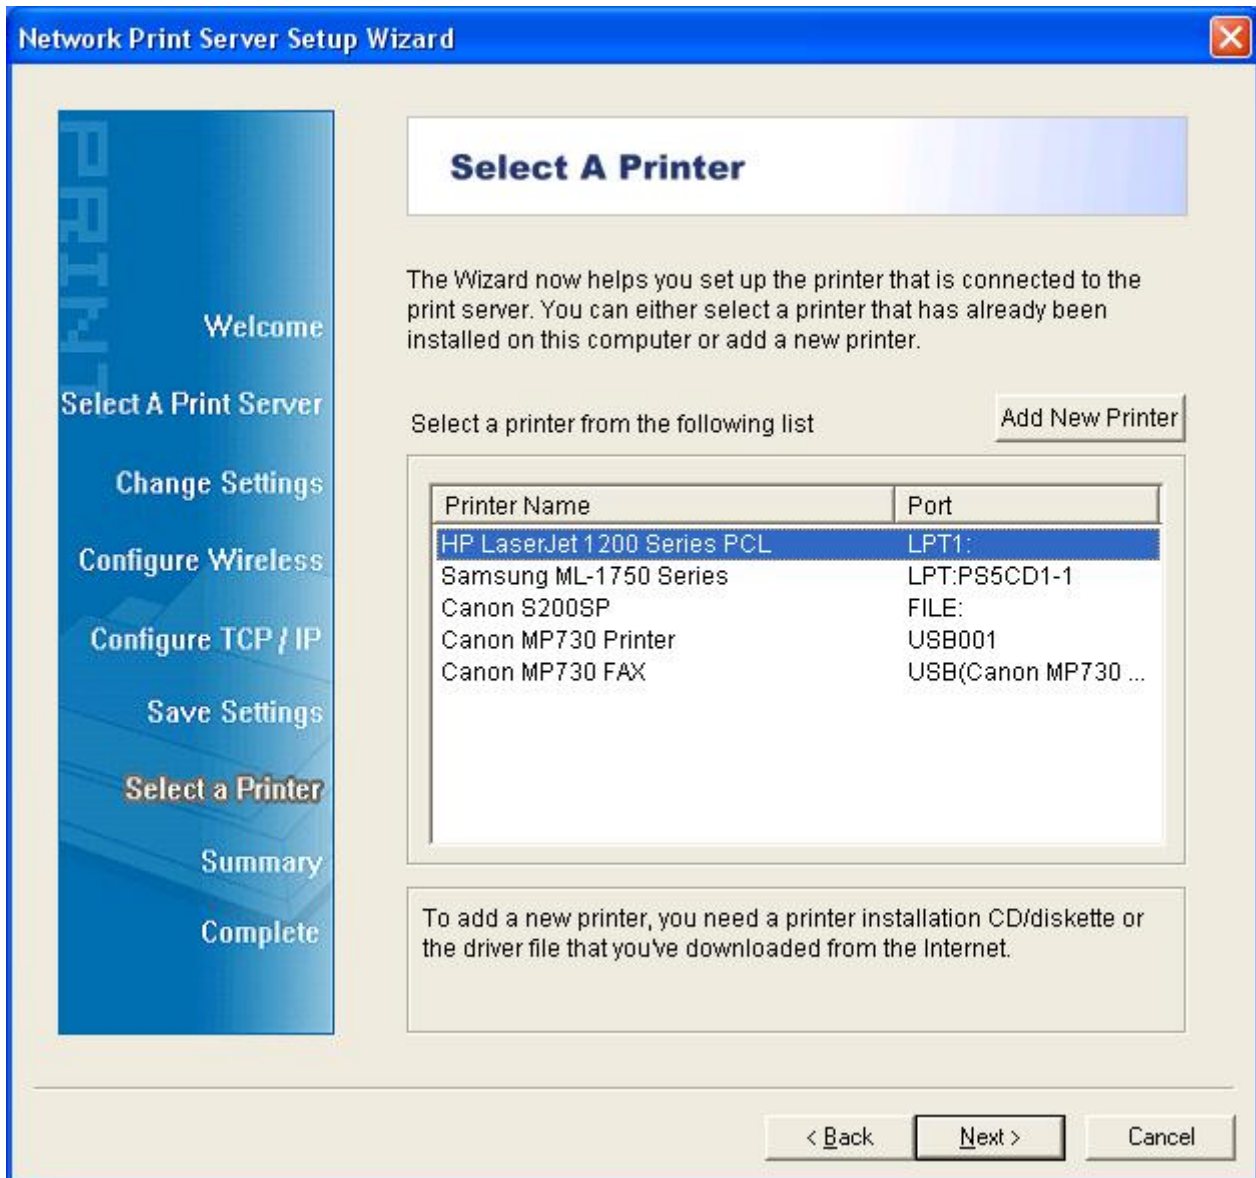 Network Print Server Setup Wizard
PRINT
Welcome
Select A Print Server
Change Settings
Configure Wireless
Configure TCP / IP
Save Settings
Select a Printer
Summary
Complete
Select A Printer
The Wizard now helps you set up the printer that is connected to the
print server. You can either select a printer that has already been
installed on this computer or add a new printer.
Select a printer from the following list
Add New Printer
Printer Name Port
HP LaserJet 1200 Series PCL LPT1:
Samsung ML-1750 Series LPT:PS5CD1-1
Canon S200SP FILE:
Canon MP730 Printer USB001
Canon MP730 FAX USB(Canon MP730 ...
To add a new printer, you need a printer installation CD/diskette or
the driver file that you've downloaded from the Internet.
< Back Next > Cancel